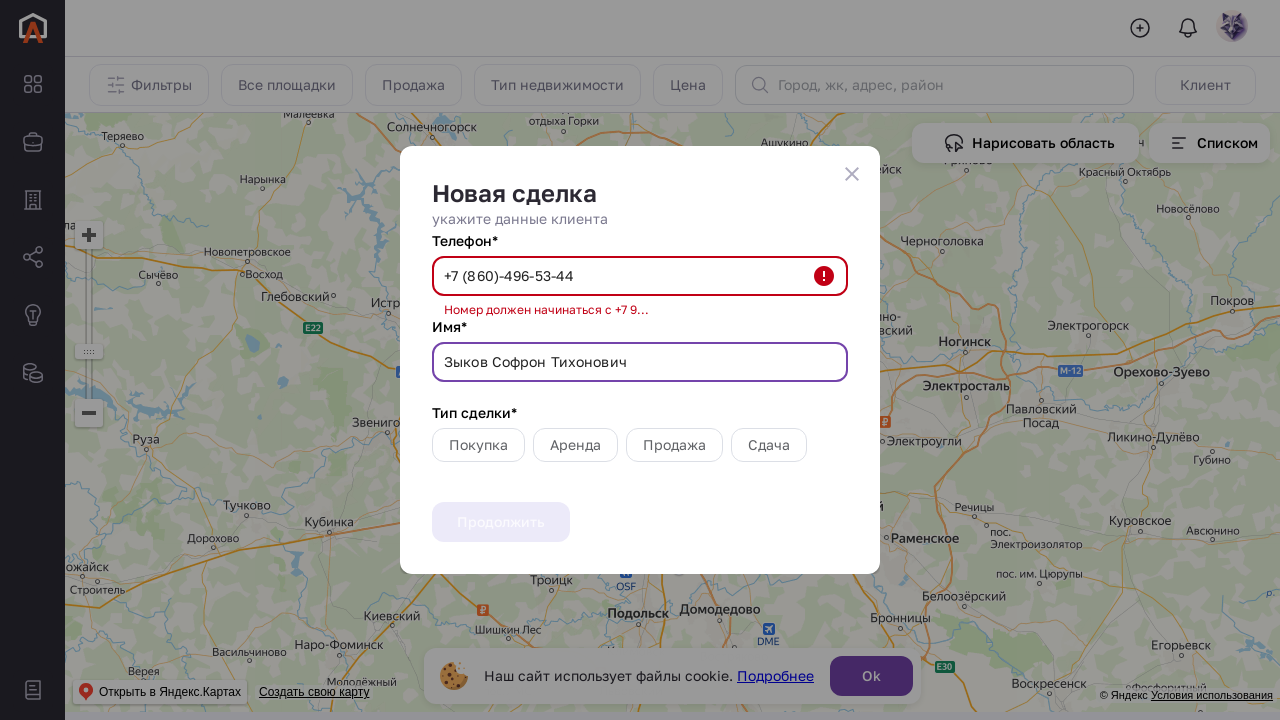 Фильтры
Все площадки
Продажа
Тип недвижимости
Цена
Город, жк, адрес, район
Клиент
Нарисовать область
Списком
Новая сделка
укажите данные клиента
Телефон*
+7 (860)-496-53-44
Номер должен начинаться с +7 9...
Имя*
Зыков Софрон Тихонович
Тип сделки*
Покупка
Аренда
Продажа
Сдача
Продолжить
Малеевка
Теряево
Солнечногорск
отдыха Горки
Ашукино
Нарынка
Красный Октябрь
Новосёлово
Новопетровское
Сычёво
Восход
Глебовский
Черноголовка
Истр
E22
Покров
Электрогорск
Ногинск
М-12
Орехово-Зуево
Электросталь
Павловский
Посад
Звениго
Руза
Электроугли
Ликино-Дулёво
Губино
Тучково
Кубинка
Дорохово
Речицы
Куровское
пос.
Электроизолятор
Авсюнино
Раменское
ожайск
Строитель
Троицк
OSF
пос. им. Цюрупы
Белоозёрский
Киевский
Подольск
Домодедово
Бронницы
Шишкин Лес
DME
Наро-Фоминск
Васильчиново
Егорьевск
E30
Верея
Молодёжный
Воскресенск
Наш сайт использует файлы cookie. Подробнее
Ok
Открыть в Яндекс.Картах
Создать свою карту
© Яндекс Условия использования